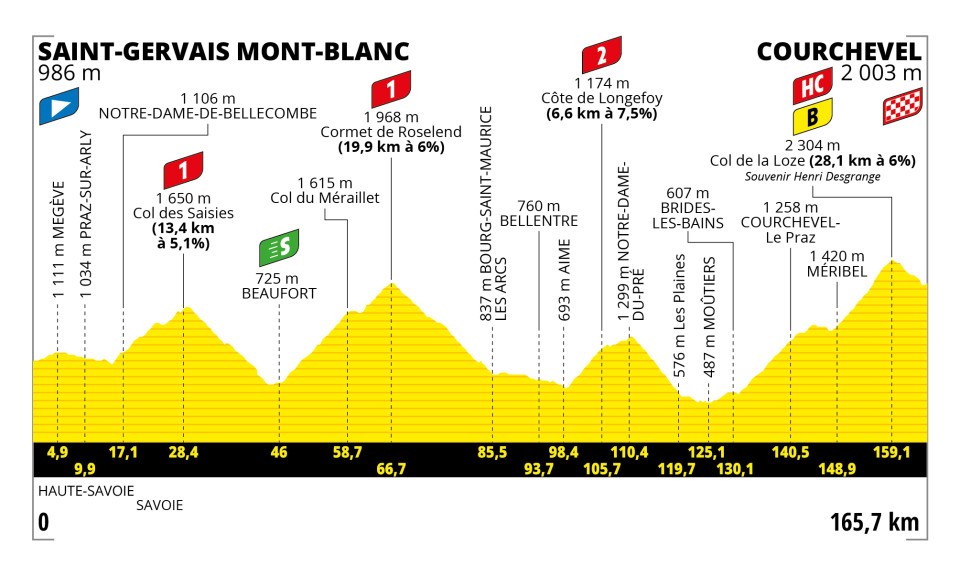 SAINT-GERVAIS MONT-BLANC
986 m
COURCHEVEL
2 003 m
1 111 m MEGÈVE
1 034 m PRAZ-SUR-ARLY
1 106 m
NOTRE-DAME-DE-BELLECOMBE
1
1 650 m
Col des Saisies
(13,4 km
à 5,1%)
S
725 m
BEAUFORT
1 615 m
Col du Méraillet
1
1 968 m
Cormet de Roselend
(19,9 km à 6%)
837 m BOURG-SAINT-MAURICE
LES ARCS
760 m
BELLENTRE
693 m AIME
2
1 174 m
Côte de Longefoy
(6,6 km à 7,5%)
1 299 m NOTRE-DAME-
DU-PRÉ
576 m Les Plaines
487 m MOÛTIERS
607 m
BRIDES-
LES-BAINS
1 258 m
COURCHEVEL-
Le Praz
1 420 m
MÉRIBEL
HC
B
2 304 m
Col de la Loze (28,1 km à 6%)
Souvenir Henri Desgrange
4,9
9,9
17,1
28,4
46
58,7
66,7
85,5
93,7
98,4
105,7
110,4
119,7
125,1
130,1
140,5
148,9
159,1
HAUTE-SAVOIE
SAVOIE
0
165,7 km